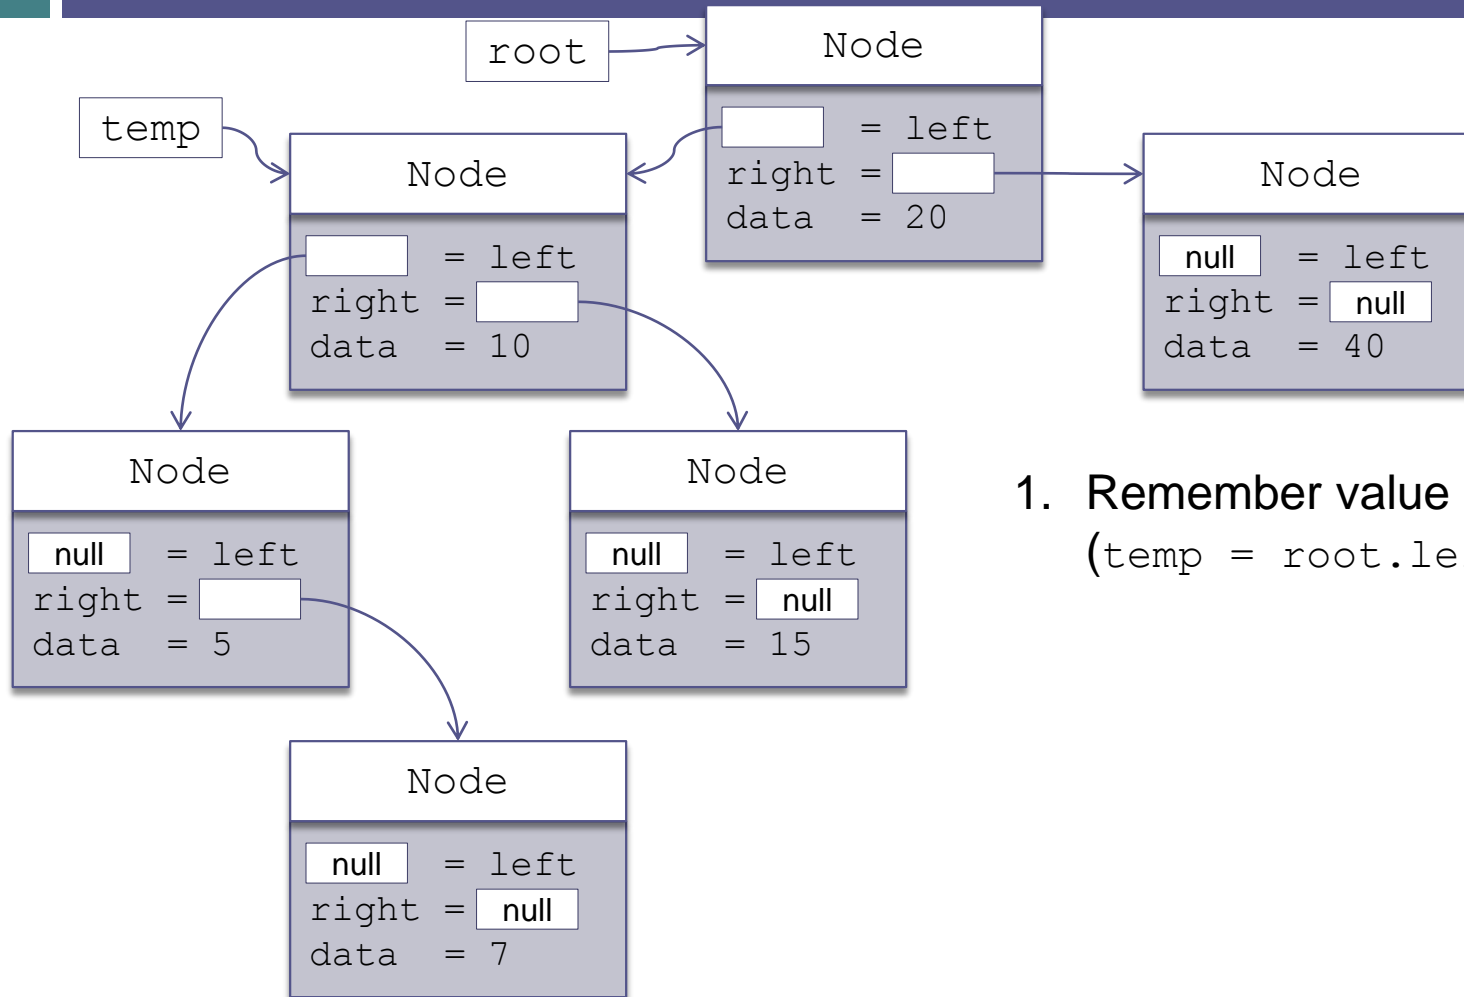 root
Node
= left
right =
data = 20
temp
Node
= left
right =
data = 10
Node
null = left
right = null
data = 40
Node
null = left
right =
data = 5
Node
null = left
right = null
data = 15
1. Remember value
(temp = root.le
Node
null = left
right = null
data = 7